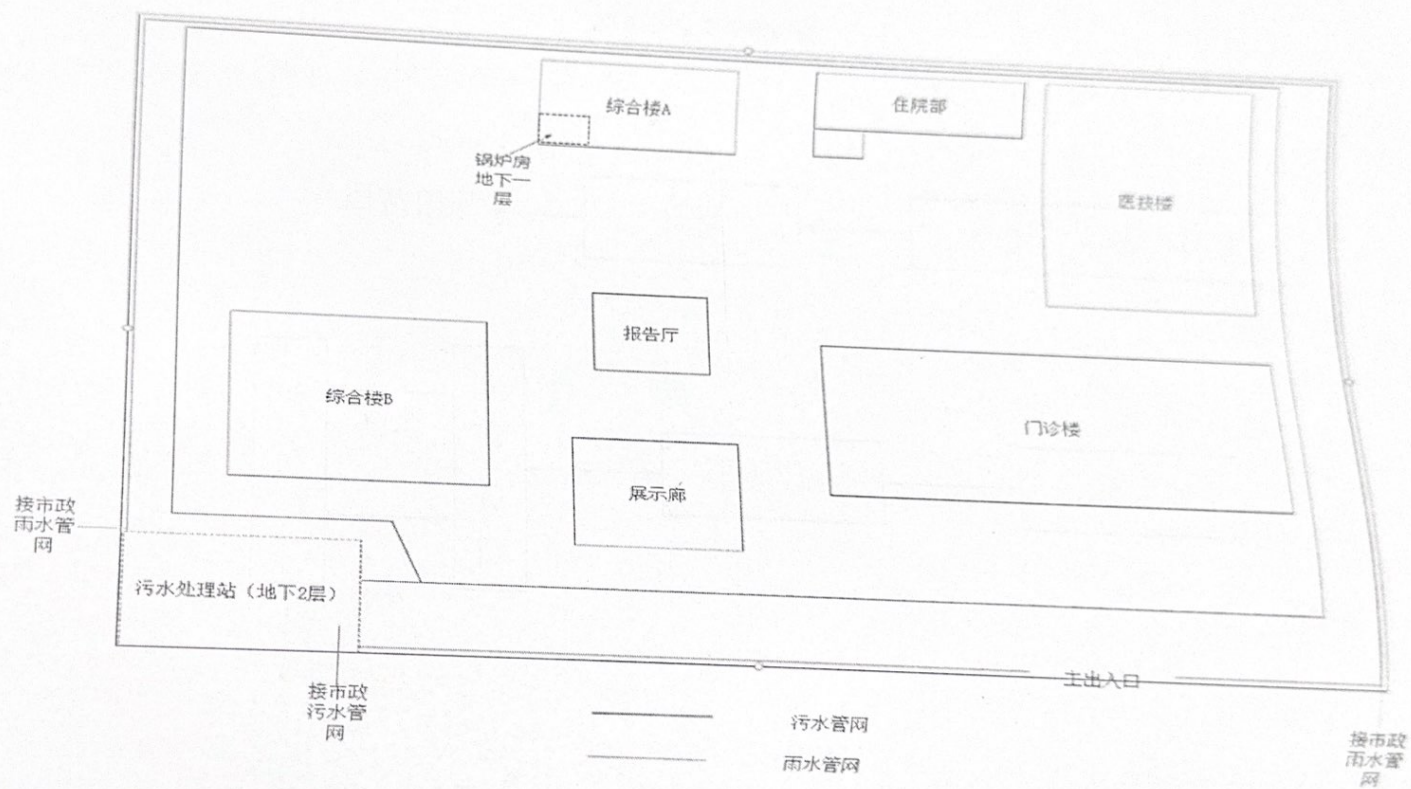 综合楼A
住院部
锅炉房
地下一
层
医技楼
报告厅
综合楼B
门诊楼
展示廊
接市政
雨水管
网
污水处理站（地下2层）
主出入口
接市政
污水管
网
污水管网
雨水管网
接市政
雨水管
网